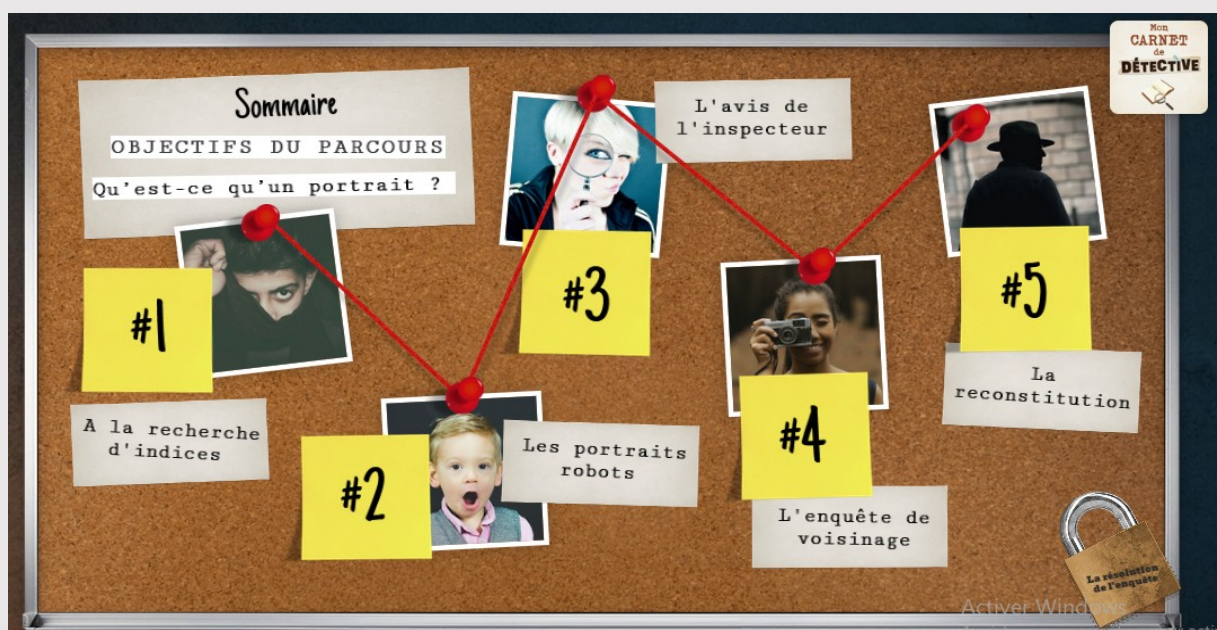 Mon
CARNET
de
DÉTECTIVE
Sommaire
OBJECTIFS DU PARCOURS
Qu'est-ce qu'un portrait ?
#1
A la recherche
d'indices
#2
Les portraits
robots
#3
L'avis de
l'inspecteur
#4
L'enquête de
voisinage
#5
La
reconstitution
La résolution
de l'enquête
Activer Windows